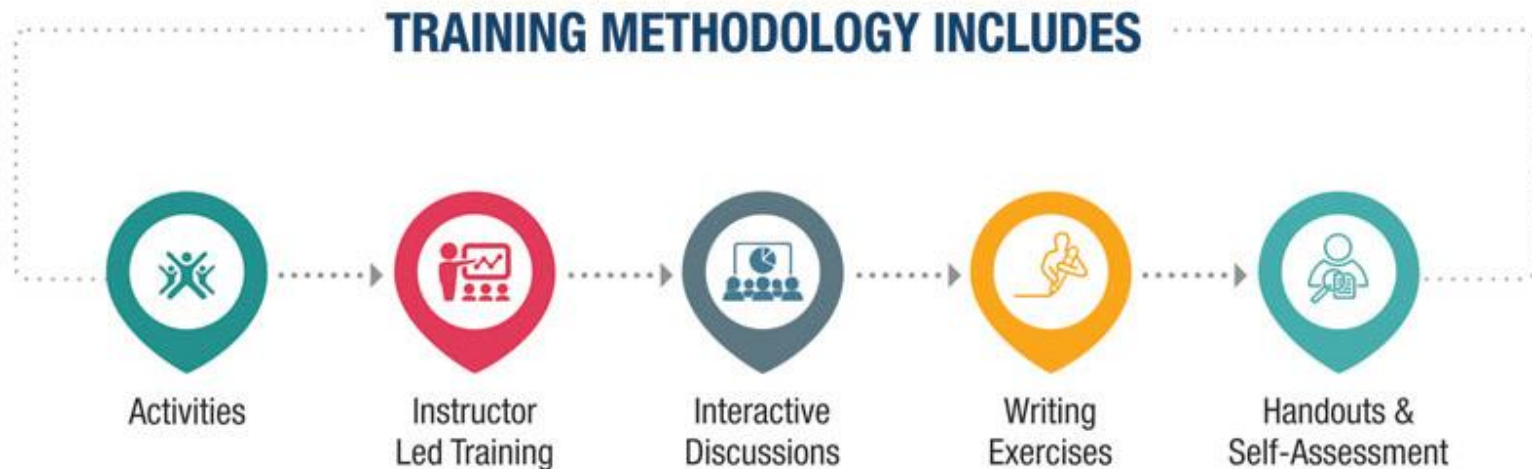 TRAINING METHODOLOGY INCLUDES
Activities
Instructor
Led Training
Interactive
Discussions
Writing
Exercises
Handouts &
Self-Assessment